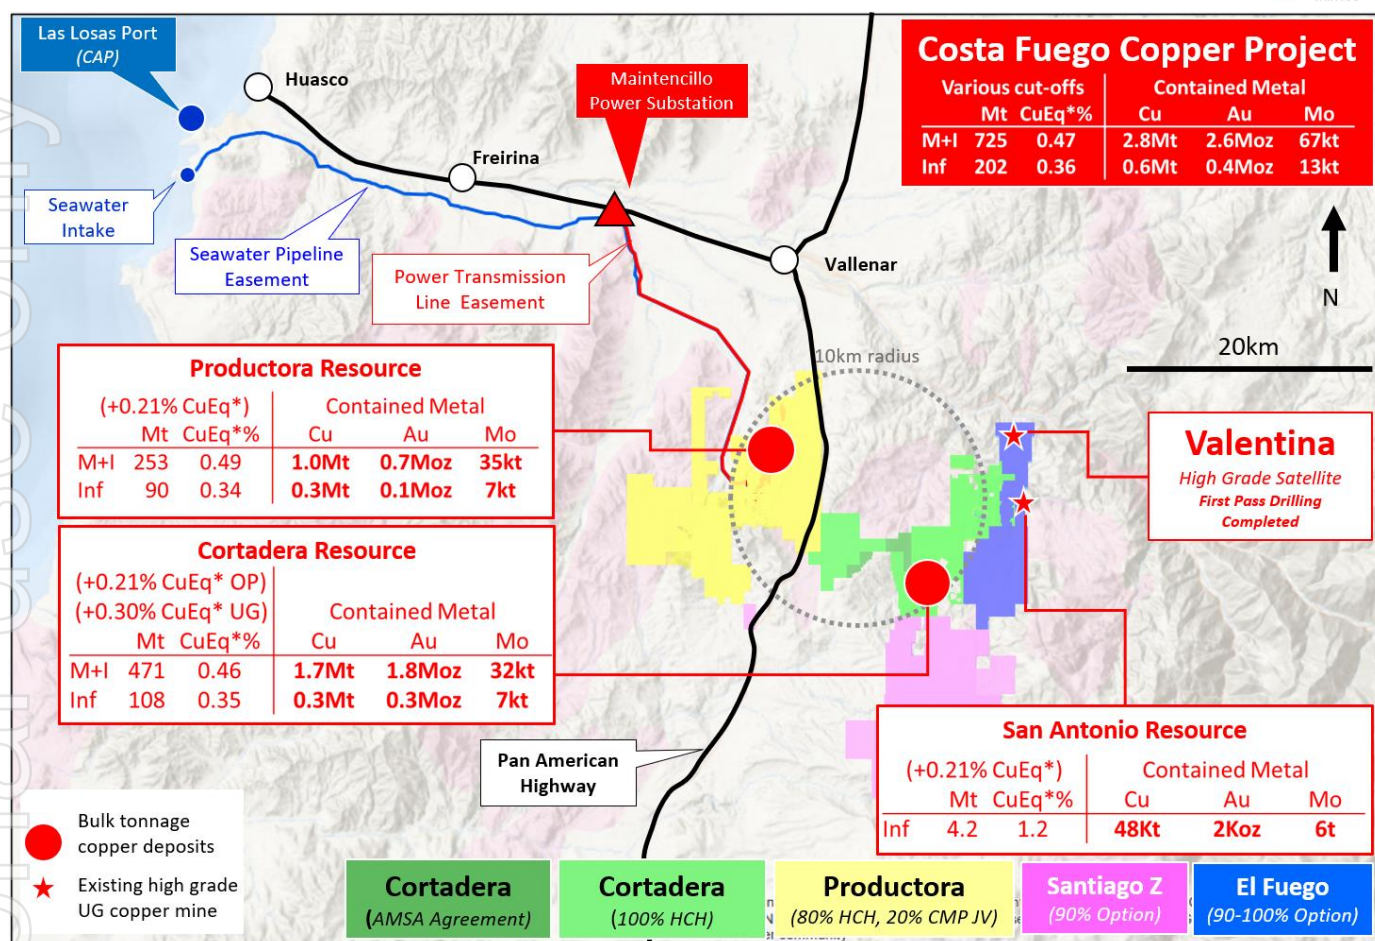 Las Losas Port
(CAP)
Huasco
Maintencillo
Power Substation
Costa Fuego Copper Project
Various cut-offs Contained Metal
Mt CuEq*% Cu Au Mo
M+I 725 0.47 2.8Mt 2.6Moz 67kt
Inf 202 0.36 0.6Mt 0.4Moz 13kt
Freirina
Seawater
Intake
Seawater Pipeline
Easement
Power Transmission
Line Easement
Vallenar
N
20km
10km radius
Productora Resource
(+0.21% CuEq*) Contained Metal
Mt CuEq*% Cu Au Mo
M+I 253 0.49 1.0Mt 0.7Moz 35kt
Inf 90 0.34 0.3Mt 0.1Moz 7kt
Valentina
High Grade Satellite
First Pass Drilling
Completed
Cortadera Resource
(+0.21% CuEq* OP)
(+0.30% CuEq* UG) Contained Metal
Mt CuEq*% Cu Au Mo
M+I 471 0.46 1.7Mt 1.8Moz 32kt
Inf 108 0.35 0.3Mt 0.3Moz 7kt
San Antonio Resource
(+0.21% CuEq*) Contained Metal
Mt CuEq*% Cu Au Mo
Inf 4.2 1.2 48Kt 2Koz 6t
Pan American
Highway
Bulk tonnage
copper deposits
Existing high grade
UG copper mine
Cortadera
(AMSA Agreement)
Cortadera
(100% HCH)
Productora
(80% HCH, 20% CMP JV)
Santiago Z
(90% Option)
El Fuego
(90-100% Option)